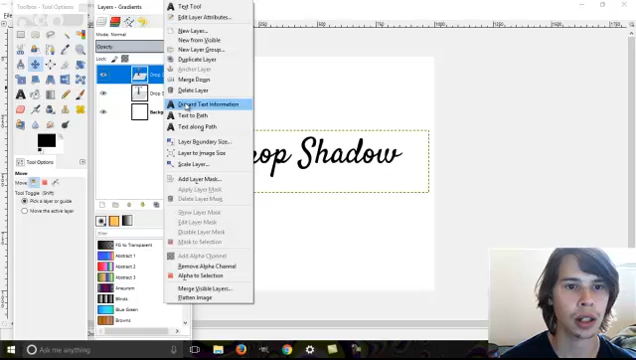 Toolbox - Tool Options
Layers - Gradients
Mode: Normal
Opacity
Lock:
Drop S
Drop S
Backg
Text Tool
Edit Layer Attributes...
New Layer...
New from Visible
New Layer Group...
Duplicate Layer
Anchor Layer
Merge Down
Delete Layer
Discard Text Information
Text to Path
Text along Path
Layer Boundary Size...
Layer to Image Size
Scale Layer...
Add Layer Mask...
Apply Layer Mask
Delete Layer Mask
Show Layer Mask
Edit Layer Mask
Disable Layer Mask
Mask to Selection
Add Alpha Channel
Remove Alpha Channel
Alpha to Selection
Merge Visible Layers...
Flatten Image
op Shadow
Tool Options
Move
Tool Toggle (Shift)
Pick a layer or guide
Move the active layer
filter
FG to Transparent
Abstract 1
Abstract 2
Abstract 3
Aneurism
Blinds
Blue Green
Browns
Ask me anything